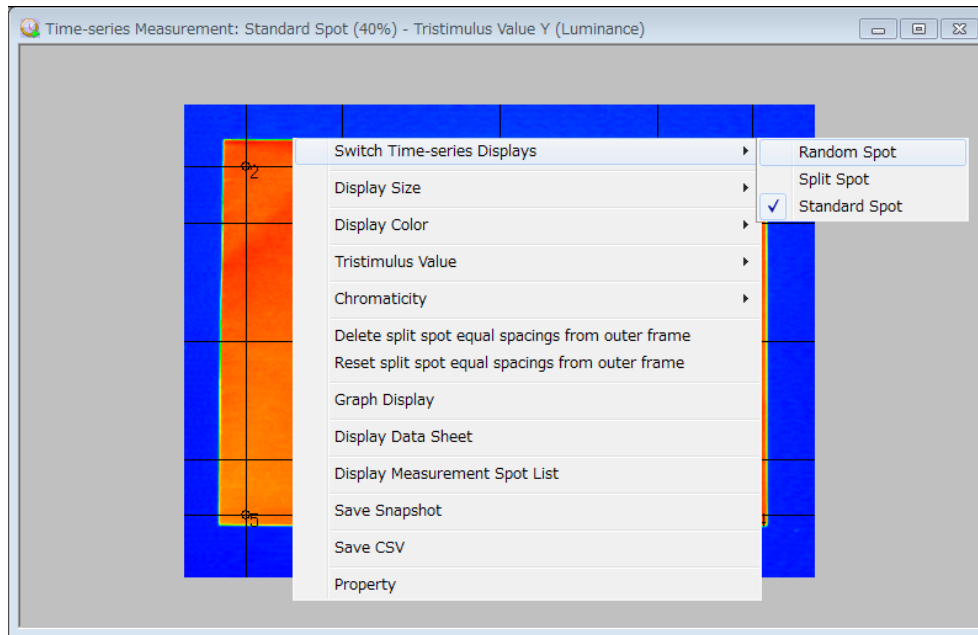 Time-series Measurement: Standard Spot (40%) - Tristimulus Value Y (Luminance)
2
Switch Time-series Displays
Random Spot
Split Spot
Standard Spot
Display Size
Display Color
Tristimulus Value
Chromaticity
Delete split spot equal spacings from outer frame
Reset split spot equal spacings from outer frame
Graph Display
Display Data Sheet
Display Measurement Spot List
Save Snapshot
5
Save CSV
Property